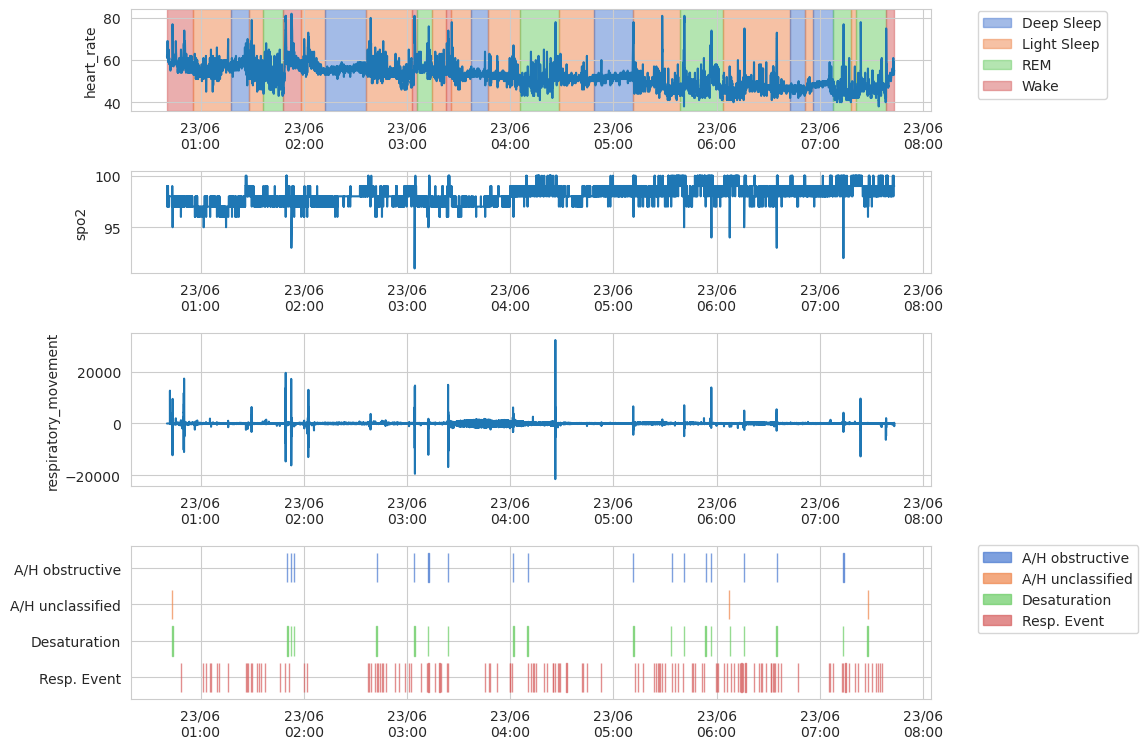 80
60
40
heart_rate
23/06 23/06 23/06 23/06 23/06 23/06 23/06 23/06
01:00 02:00 03:00 04:00 05:00 06:00 07:00 08:00
Deep Sleep
Light Sleep
REM
Wake
100
95
spo2
23/06 23/06 23/06 23/06 23/06 23/06 23/06 23/06
01:00 02:00 03:00 04:00 05:00 06:00 07:00 08:00
20000
0
−20000
respiratory_movement
23/06 23/06 23/06 23/06 23/06 23/06 23/06 23/06
01:00 02:00 03:00 04:00 05:00 06:00 07:00 08:00
A/H obstructive
A/H unclassified
Desaturation
Resp. Event
23/06 23/06 23/06 23/06 23/06 23/06 23/06 23/06
01:00 02:00 03:00 04:00 05:00 06:00 07:00 08:00
A/H obstructive
A/H unclassified
Desaturation
Resp. Event